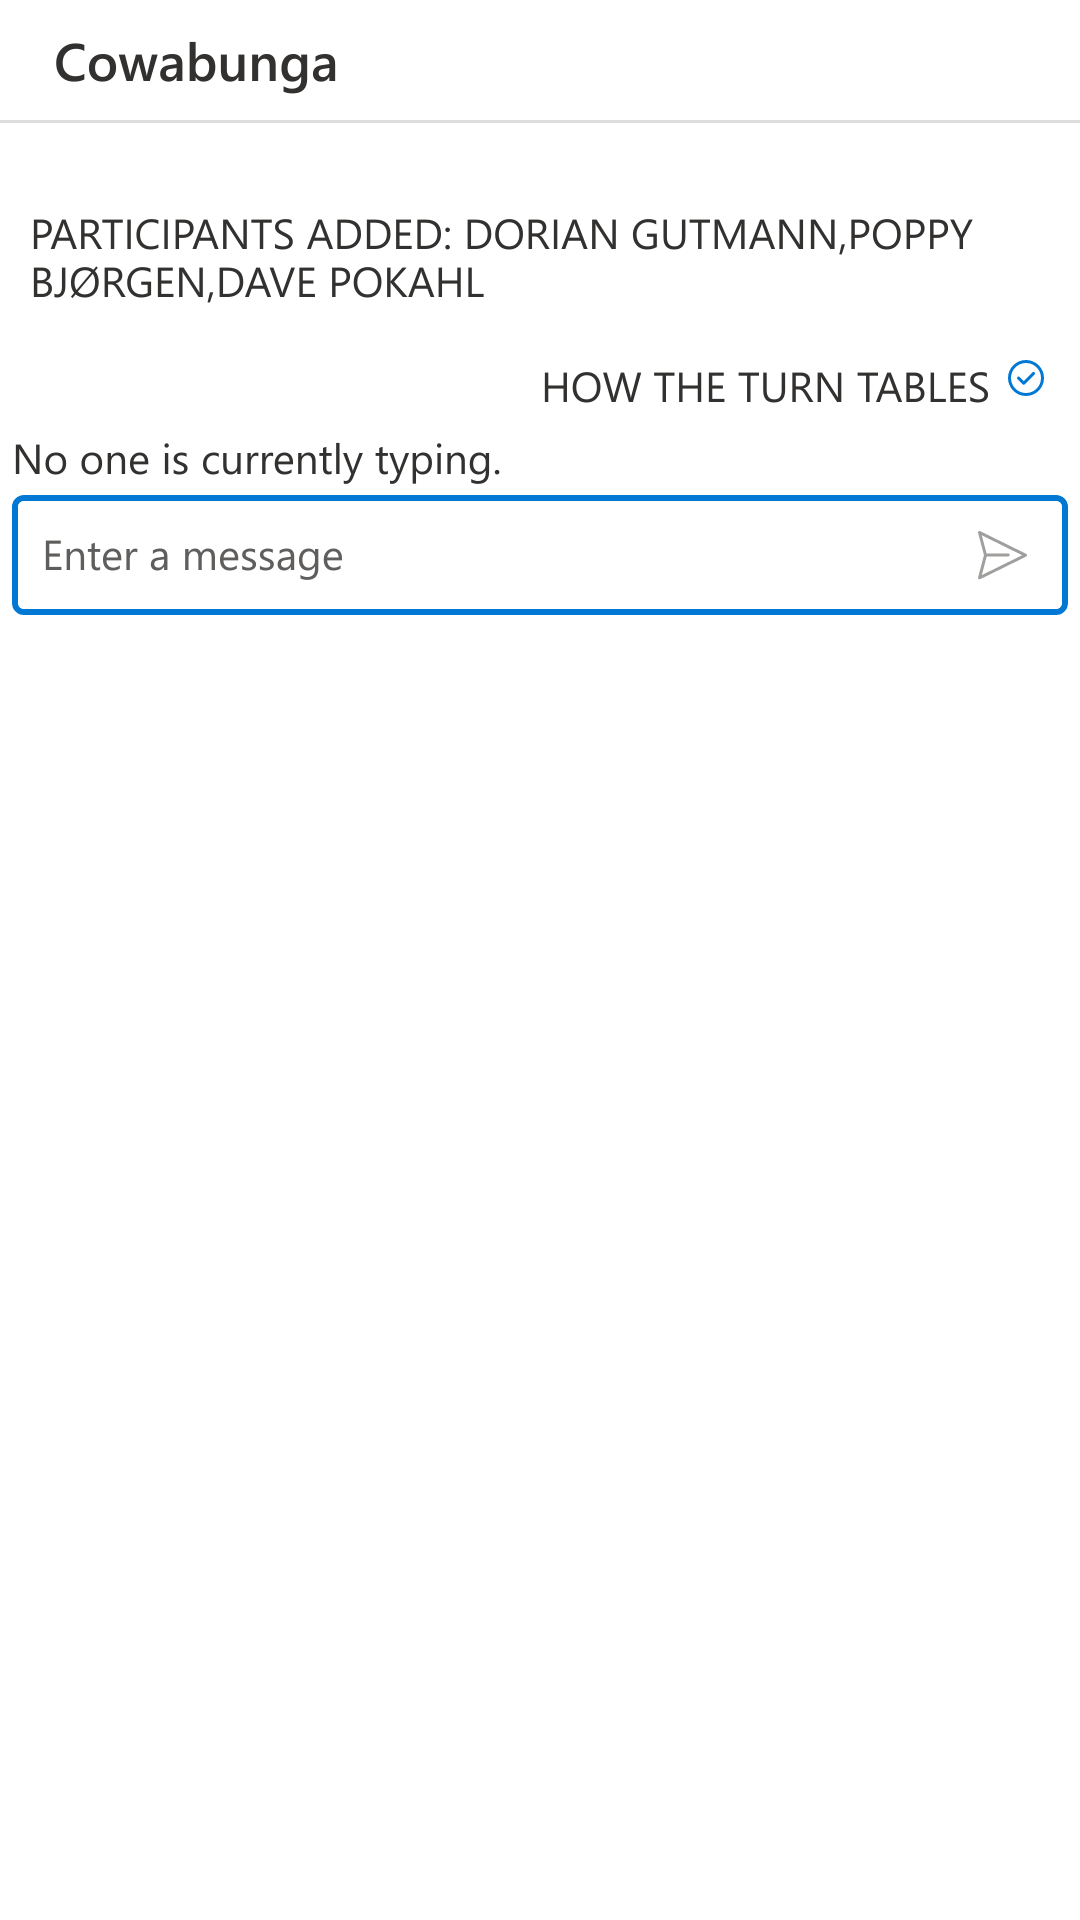 Cowabunga
PARTICIPANTS ADDED: DORIAN GUTMANN,POPPY
BJØRGEN,DAVE POKAHL
HOW THE TURN TABLES
No one is currently typing.
Enter a message